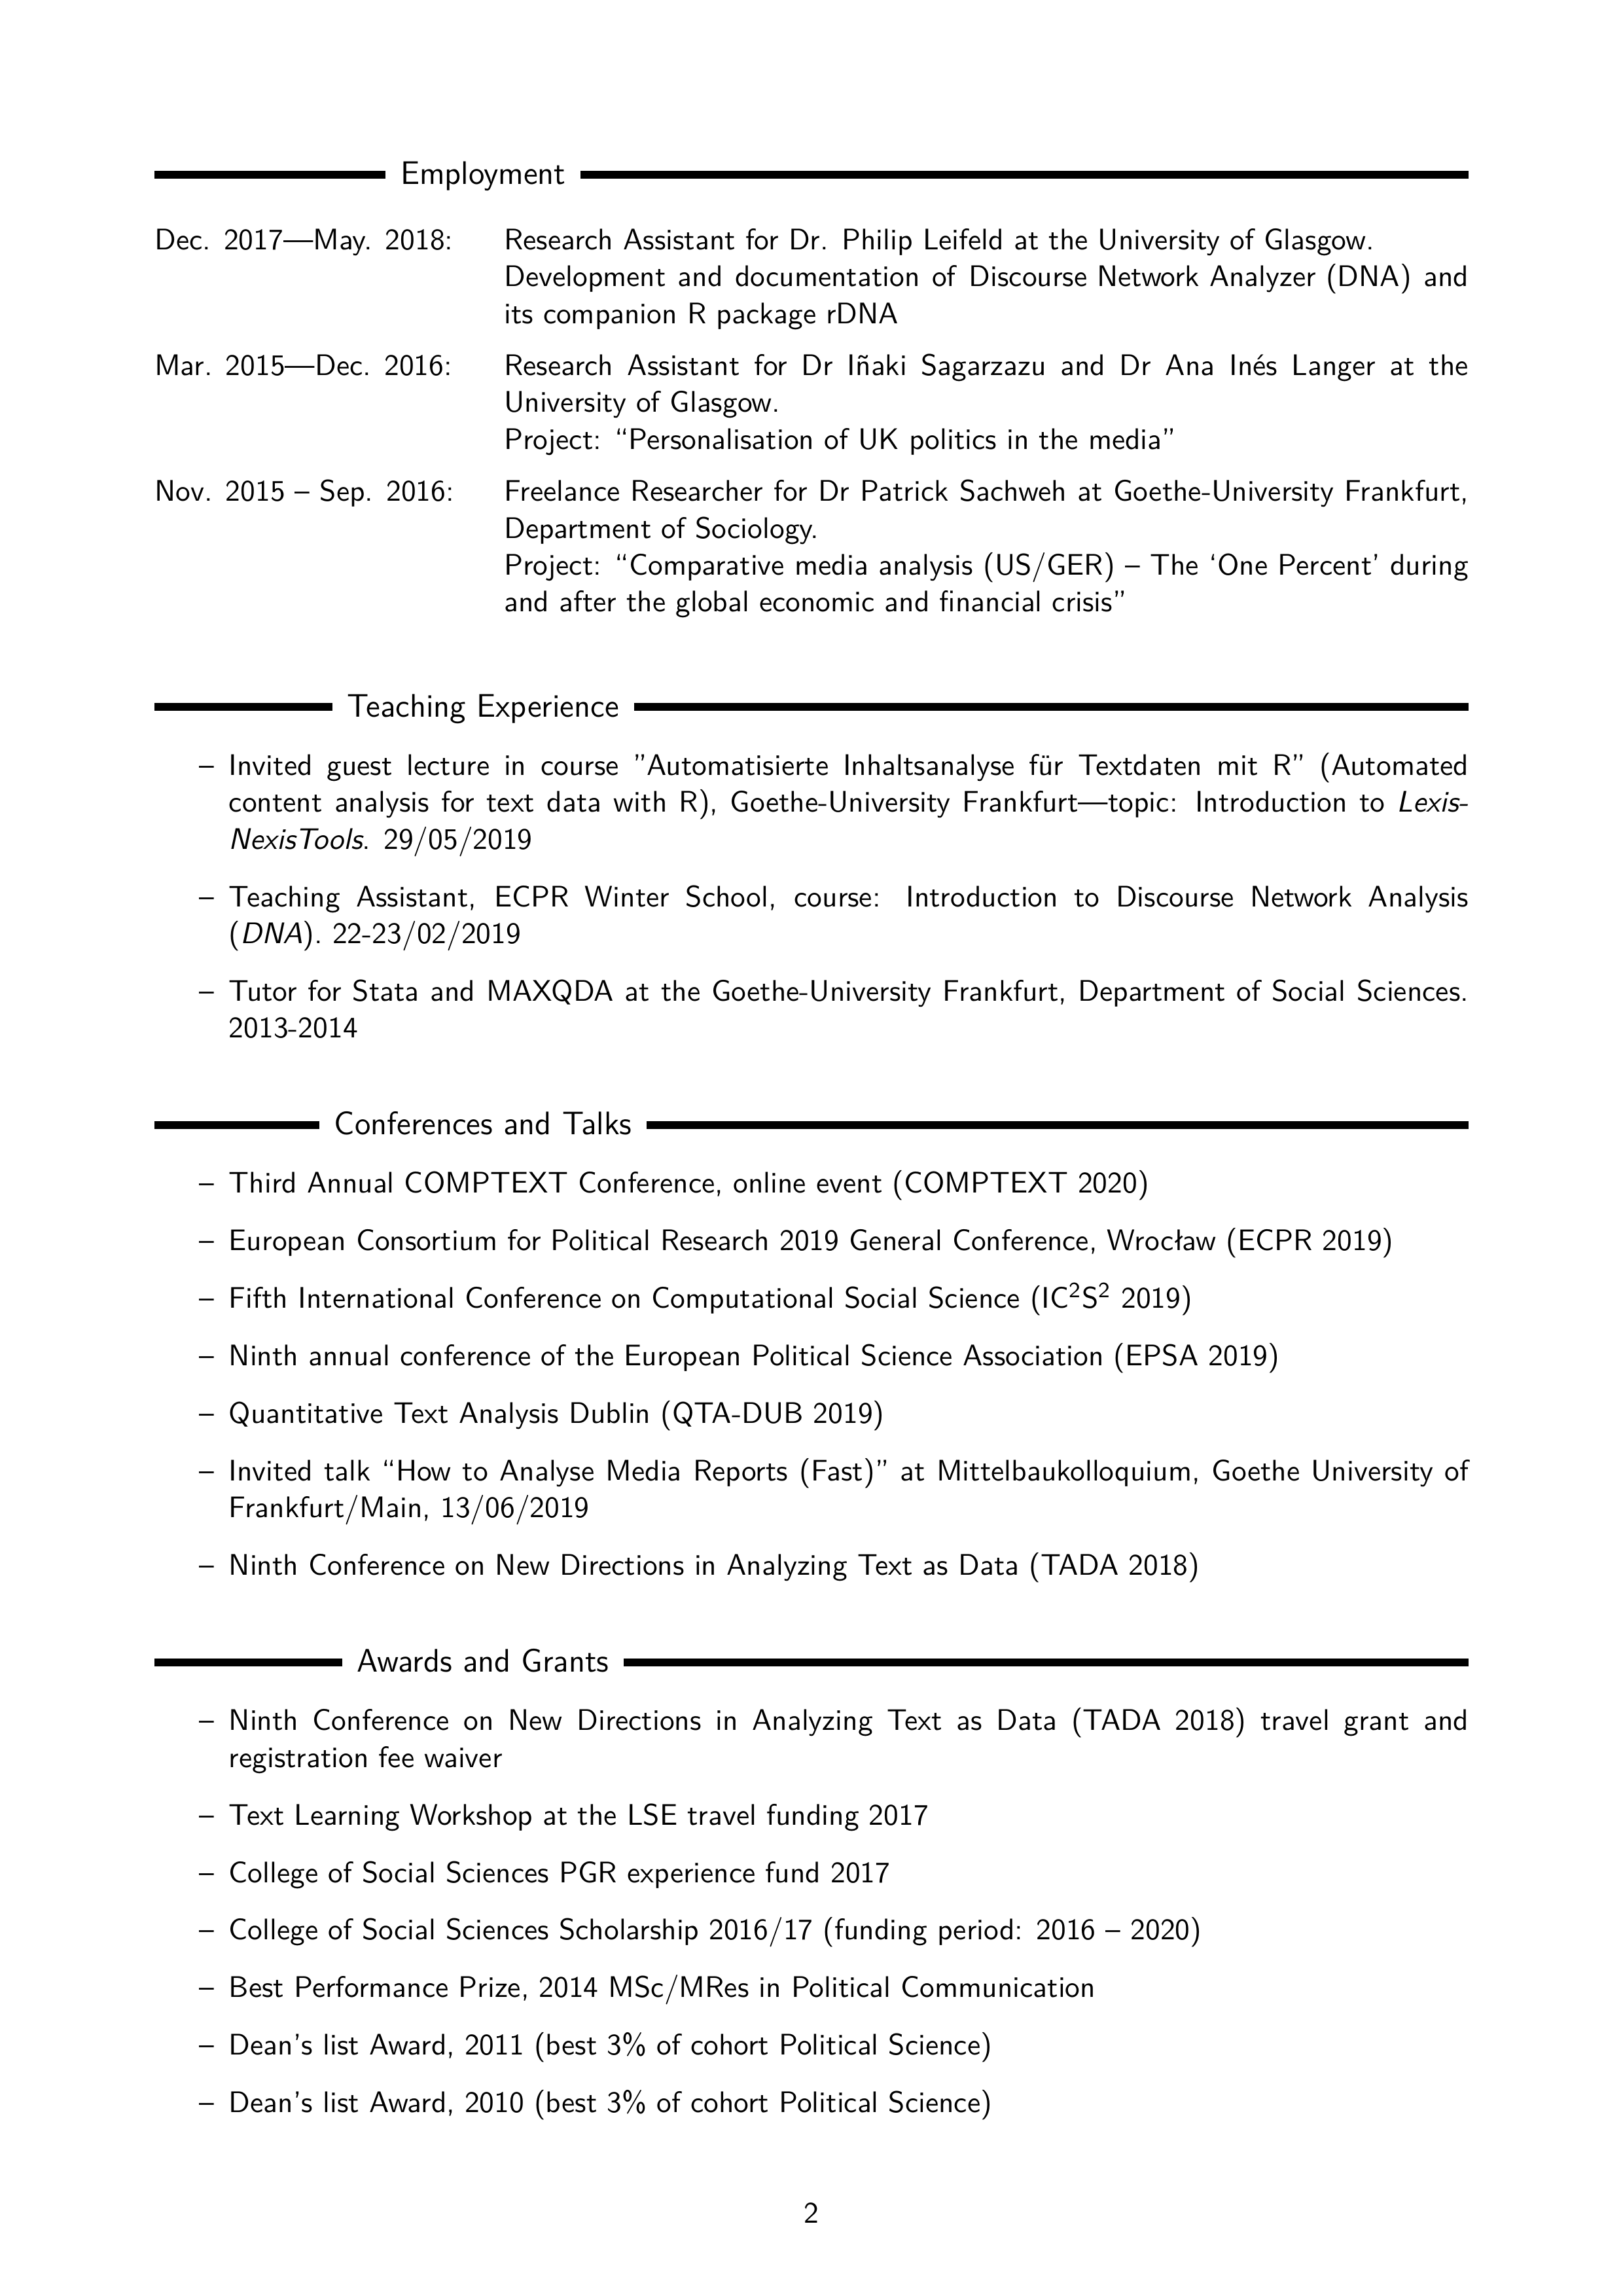 Employment
Dec. 2017—May. 2018: Research Assistant for Dr. Philip Leifeld at the University of Glasgow.
Development and documentation of Discourse Network Analyzer (DNA) and
its companion R package rDNA
Mar. 2015—Dec. 2016: Research Assistant for Dr Iñaki Sagarzazu and Dr Ana Inés Langer at the
University of Glasgow.
Project: “Personalisation of UK politics in the media”
Nov. 2015 – Sep. 2016: Freelance Researcher for Dr Patrick Sachweh at Goethe-University Frankfurt,
Department of Sociology.
Project: “Comparative media analysis (US/GER) – The ‘One Percent’ during
and after the global economic and financial crisis”
Teaching Experience
– Invited guest lecture in course ”Automatisierte Inhaltsanalyse für Textdaten mit R” (Automated
content analysis for text data with R), Goethe-University Frankfurt—topic: Introduction to Lexis-
NexisTools. 29/05/2019
– Teaching Assistant, ECPR Winter School, course: Introduction to Discourse Network Analysis
(DNA). 22-23/02/2019
– Tutor for Stata and MAXQDA at the Goethe-University Frankfurt, Department of Social Sciences.
2013-2014
Conferences and Talks
– Third Annual COMPTEXT Conference, online event (COMPTEXT 2020)
– European Consortium for Political Research 2019 General Conference, Wrocław (ECPR 2019)
– Fifth International Conference on Computational Social Science (IC²S² 2019)
– Ninth annual conference of the European Political Science Association (EPSA 2019)
– Quantitative Text Analysis Dublin (QTA-DUB 2019)
– Invited talk “How to Analyse Media Reports (Fast)” at Mittelbaukolloquium, Goethe University of
Frankfurt/Main, 13/06/2019
– Ninth Conference on New Directions in Analyzing Text as Data (TADA 2018)
Awards and Grants
– Ninth Conference on New Directions in Analyzing Text as Data (TADA 2018) travel grant and
registration fee waiver
– Text Learning Workshop at the LSE travel funding 2017
– College of Social Sciences PGR experience fund 2017
– College of Social Sciences Scholarship 2016/17 (funding period: 2016 – 2020)
– Best Performance Prize, 2014 MSc/MRes in Political Communication
– Dean’s list Award, 2011 (best 3% of cohort Political Science)
– Dean’s list Award, 2010 (best 3% of cohort Political Science)
2